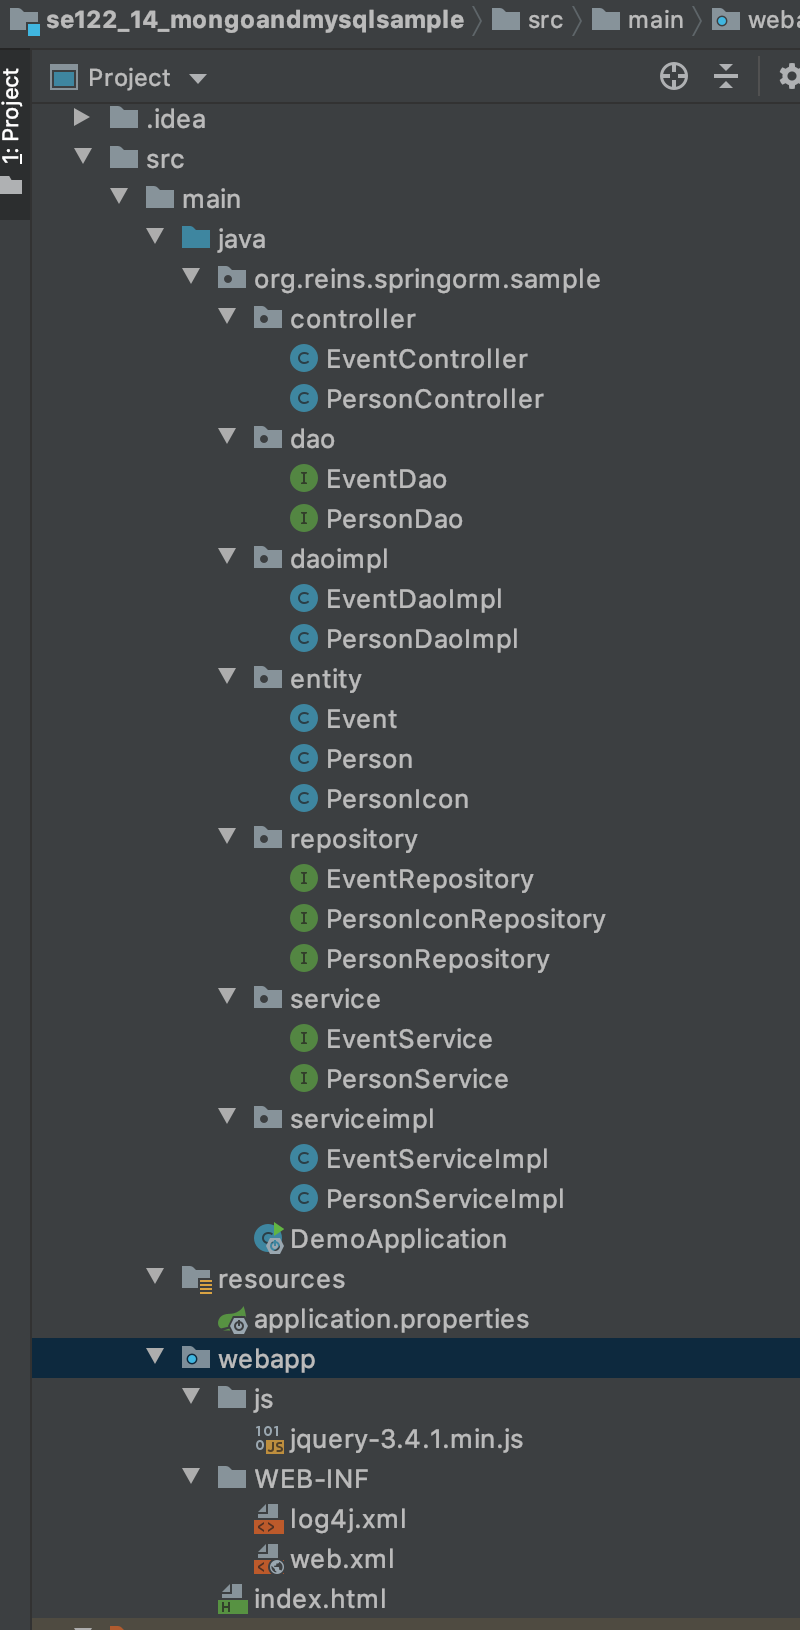 se122_14_mongoandmysqlsample src main weba
Project
1: Project
.idea
src
main
java
org.reins.springorm.sample
controller
C EventController
C PersonController
dao
I EventDao
I PersonDao
daoimpl
C EventDaoImpl
C PersonDaoImpl
entity
C Event
C Person
C PersonIcon
repository
I EventRepository
I PersonIconRepository
I PersonRepository
service
I EventService
I PersonService
serviceimpl
C EventServiceImpl
C PersonServiceImpl
DemoApplication
resources
application.properties
webapp
js
jquery-3.4.1.min.js
WEB-INF
log4j.xml
web.xml
index.html